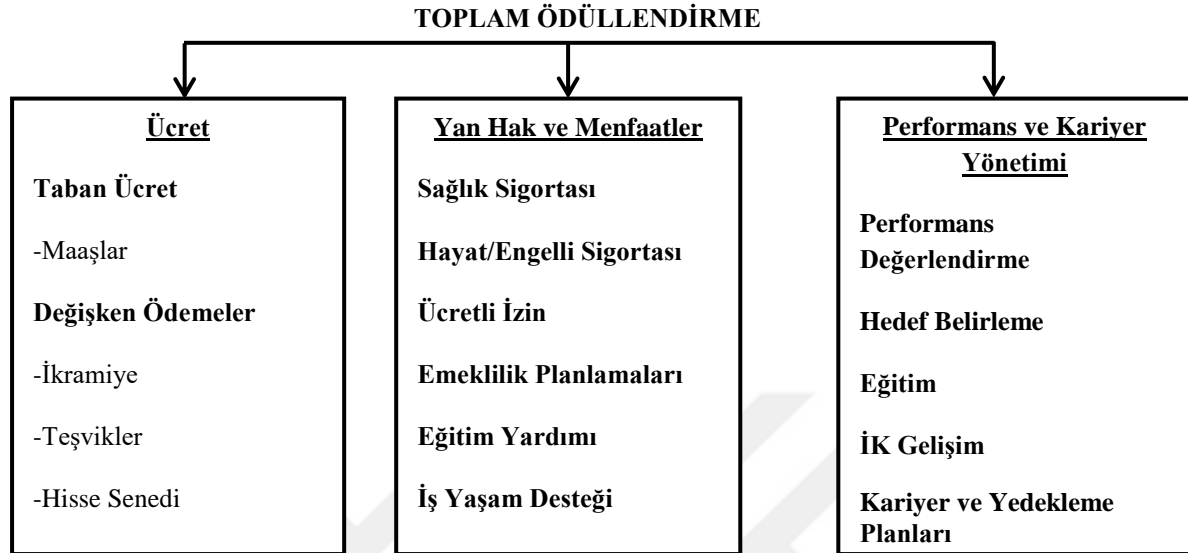 TOPLAM ÖDÜLLENDİRME
Ücret
Taban Ücret
-Maaşlar
Değişken Ödemeler
-İkramiye
-Teşvikler
-Hisse Senedi
Yan Hak ve Menfaatler
Sağlık Sigortası
Hayat/Engelli Sigortası
Ücretli İzin
Emeklilik Planlamaları
Eğitim Yardımı
İş Yaşam Desteği
Performans ve Kariyer
Yönetimi
Performans
Değerlendirme
Hedef Belirleme
Eğitim
İK Gelişim
Kariyer ve Yedekleme
Planları